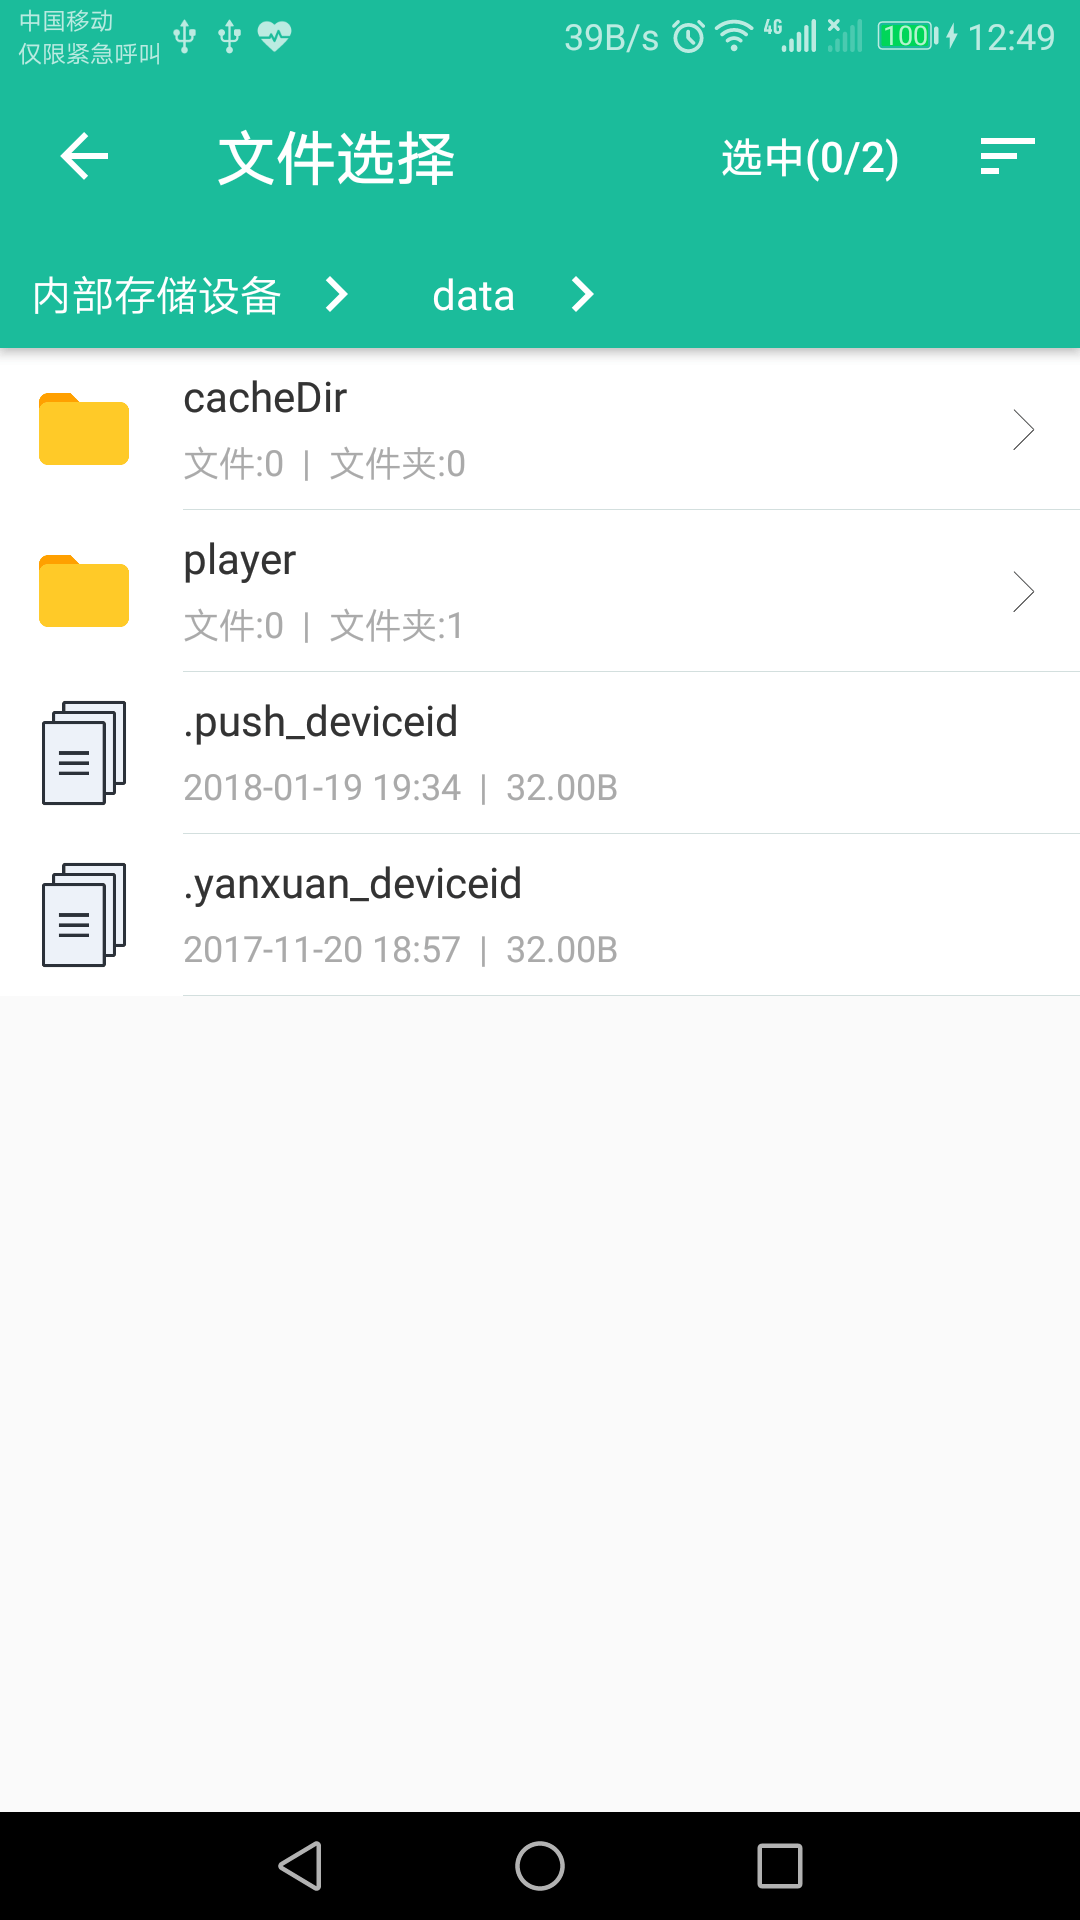 中国移动
仅限紧急呼叫
39B/s 4G 100 12:49
文件选择 选中(0/2)
内部存储设备 data
cacheDir
文件:0 | 文件夹:0
player
文件:0 | 文件夹:1
.push_deviceid
2018-01-19 19:34 | 32.00B
.yanxuan_deviceid
2017-11-20 18:57 | 32.00B